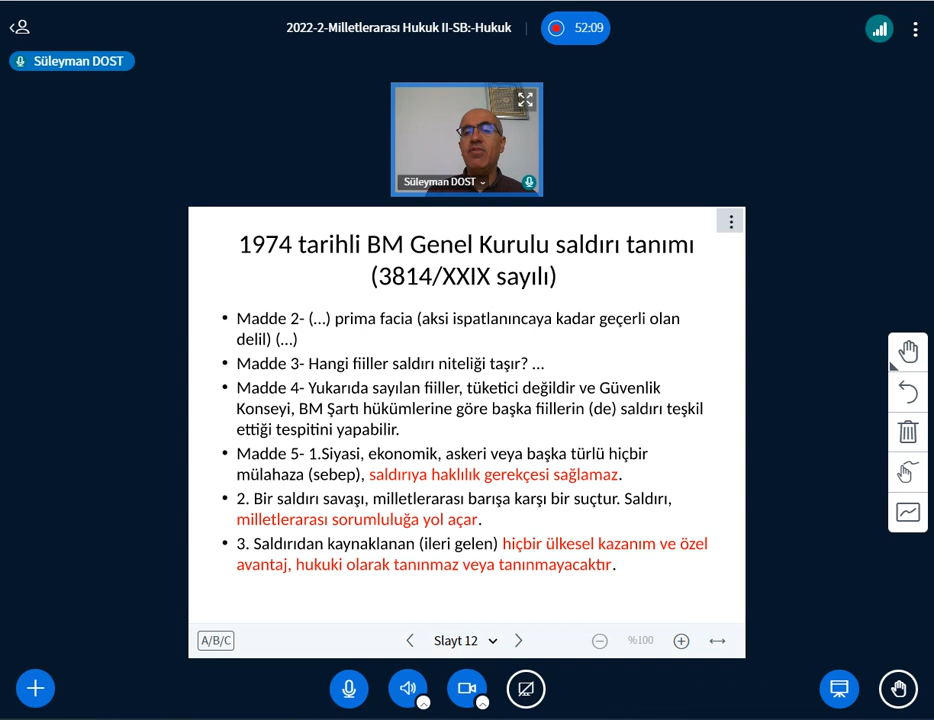 2022-2-Milletlerarası Hukuk II-SB:-Hukuk
52:09
Süleyman DOST
Süleyman DOST
1974 tarihli BM Genel Kurulu saldırı tanımı
(3814/XXIX sayılı)
• Madde 2- (...) prima facia (aksi ispatlanıncaya kadar geçerli olan
delil) (...)
• Madde 3- Hangi fiiller saldırı niteliği taşır? ...
• Madde 4- Yukarıda sayılan fiiller, tüketici değildir ve Güvenlik
Konseyi, BM Şartı hükümlerine göre başka fiillerin (de) saldırı teşkil
ettiği tespitini yapabilir.
• Madde 5- 1.Siyasi, ekonomik, askeri veya başka türlü hiçbir
mülahaza (sebep), saldırıya haklılık gerekçesi sağlamaz.
• 2. Bir saldırı savaşı, milletlerarası barışa karşı bir suçtur. Saldırı,
milletlerarası sorumluluğa yol açar.
• 3. Saldırıdan kaynaklanan (ileri gelen) hiçbir ülkesel kazanım ve özel
avantaj, hukuki olarak tanınmaz veya tanınmayacaktır.
A/B/C
Slayt 12
%100